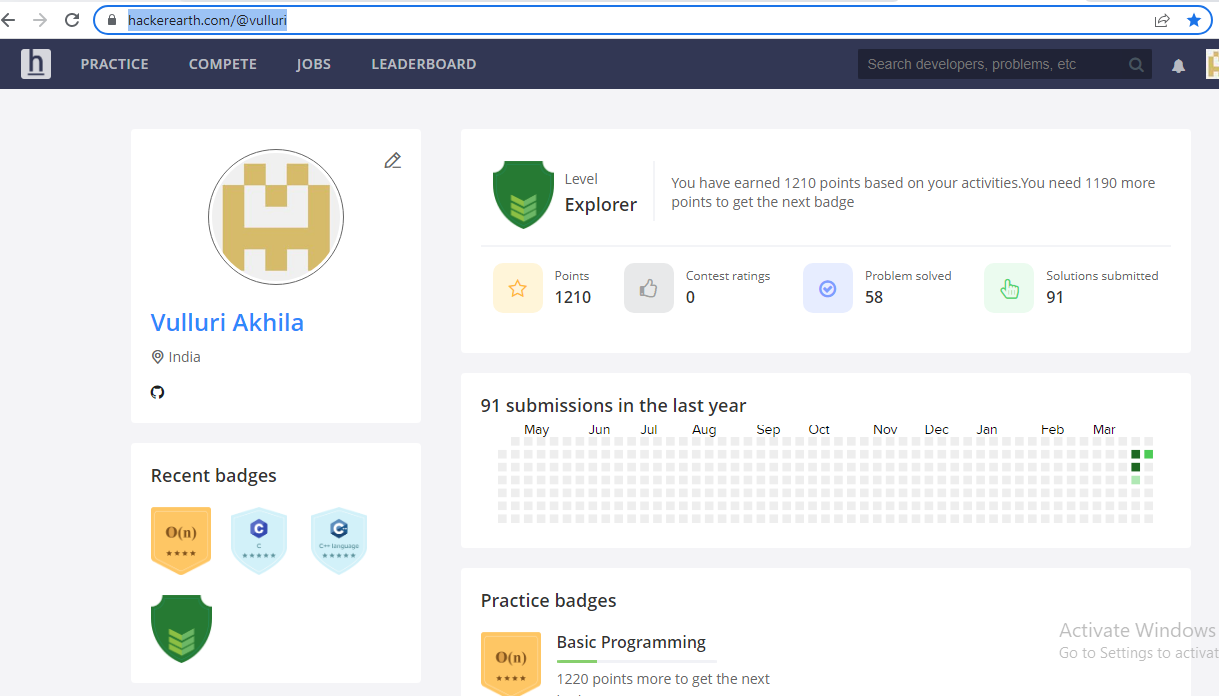 hackerearth.com/@vulluri
h PRACTICE COMPETE JOBS LEADERBOARD Search developers, problems, etc
Vulluri Akhila
India
Recent badges
O(n)
C
C
C
C++ language
Level
Explorer
You have earned 1210 points based on your activities.You need 1190 more
points to get the next badge
Points
1210
Contest ratings
0
Problem solved
58
Solutions submitted
91
91 submissions in the last year
May Jun Jul Aug Sep Oct Nov Dec Jan Feb Mar
Practice badges
O(n)
Basic Programming
1220 points more to get the next
Activate Windows
Go to Settings to activat